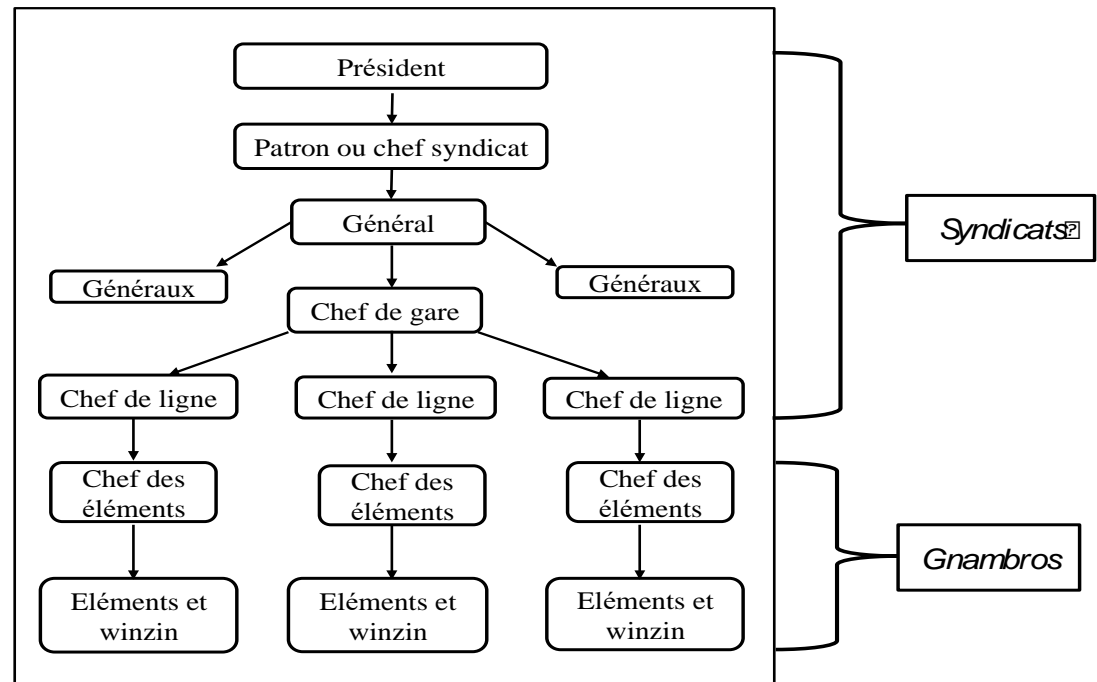 Président
Patron ou chef syndicat
Général
Généraux
Généraux
Chef de gare
Chef de ligne
Chef de ligne
Chef de ligne
Chef des
éléments
Chef des
éléments
Chef des
éléments
Eléments et
winzin
Eléments et
winzin
Eléments et
winzin
Syndicats
Gnambros